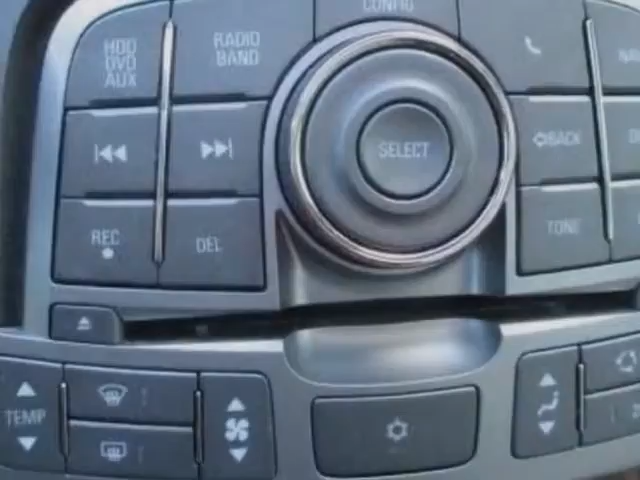 CONFIG
HDD
DVD
AUX
RADIO
BAND
SELECT
BACK
REC
DEL
TONE
TEMP